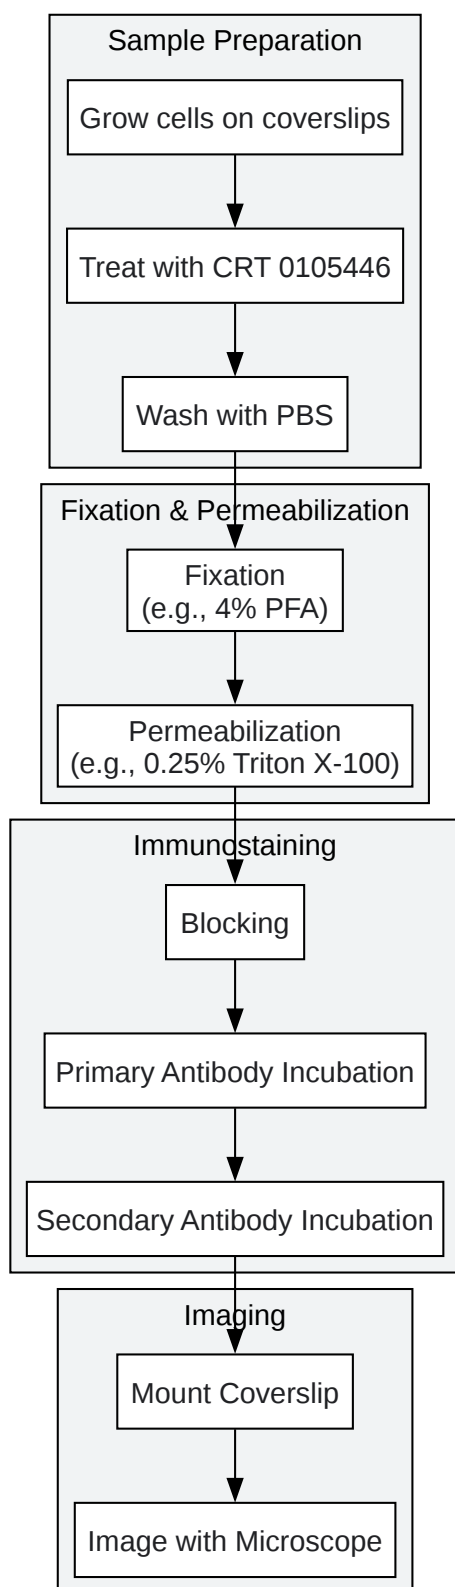 Sample Preparation
Grow cells on coverslips
Treat with CRT 0105446
Wash with PBS
Fixation & Permeabilization
Fixation
(e.g., 4% PFA)
Permeabilization
(e.g., 0.25% Triton X-100)
Immunostaining
Blocking
Primary Antibody Incubation
Secondary Antibody Incubation
Imaging
Mount Coverslip
Image with Microscope